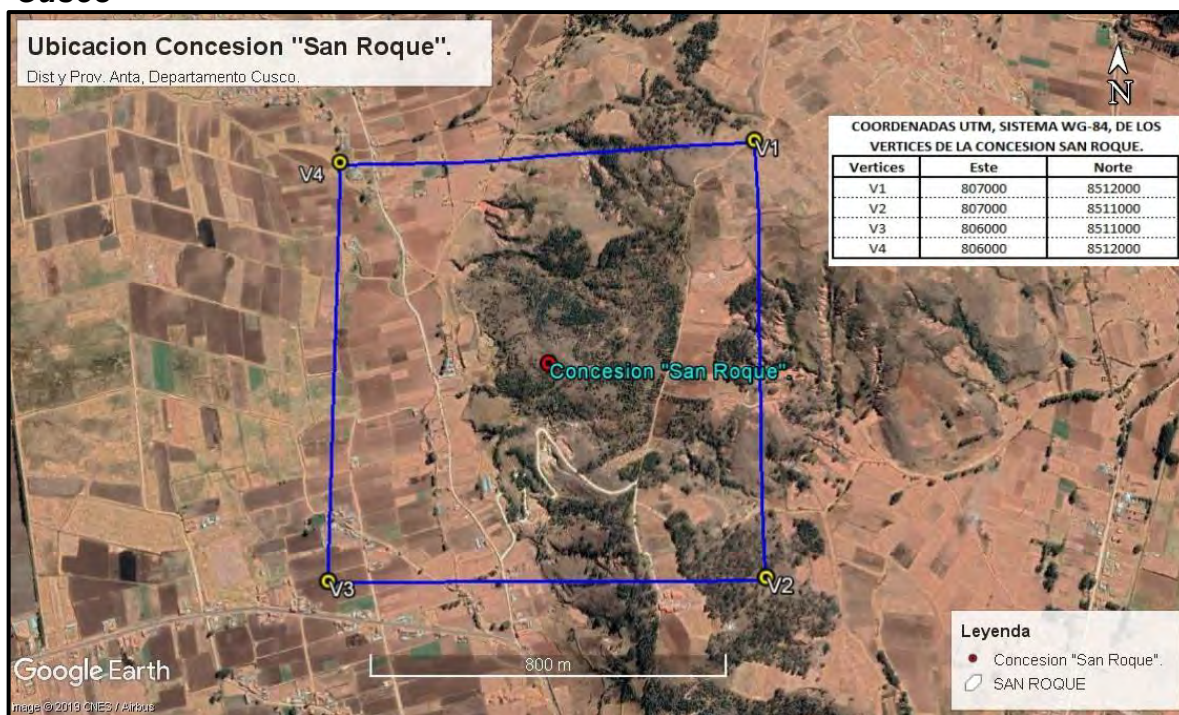 Cusco
Ubicacion Concesion "San Roque".
Dist y Prov. Anta, Departamento Cusco.
N
COORDENADAS UTM, SISTEMA WG-84, DE LOS
VERTICES DE LA CONCESION SAN ROQUE.
Vertices Este Norte
V1 807000 8512000
V2 807000 8511000
V3 806000 8511000
V4 806000 8512000
V1
V4
Concesion "San Roque".
V3
V2
Leyenda
Concesion "San Roque".
SAN ROQUE
800 m
Google Earth
Image © 2019 CNES / Airbus